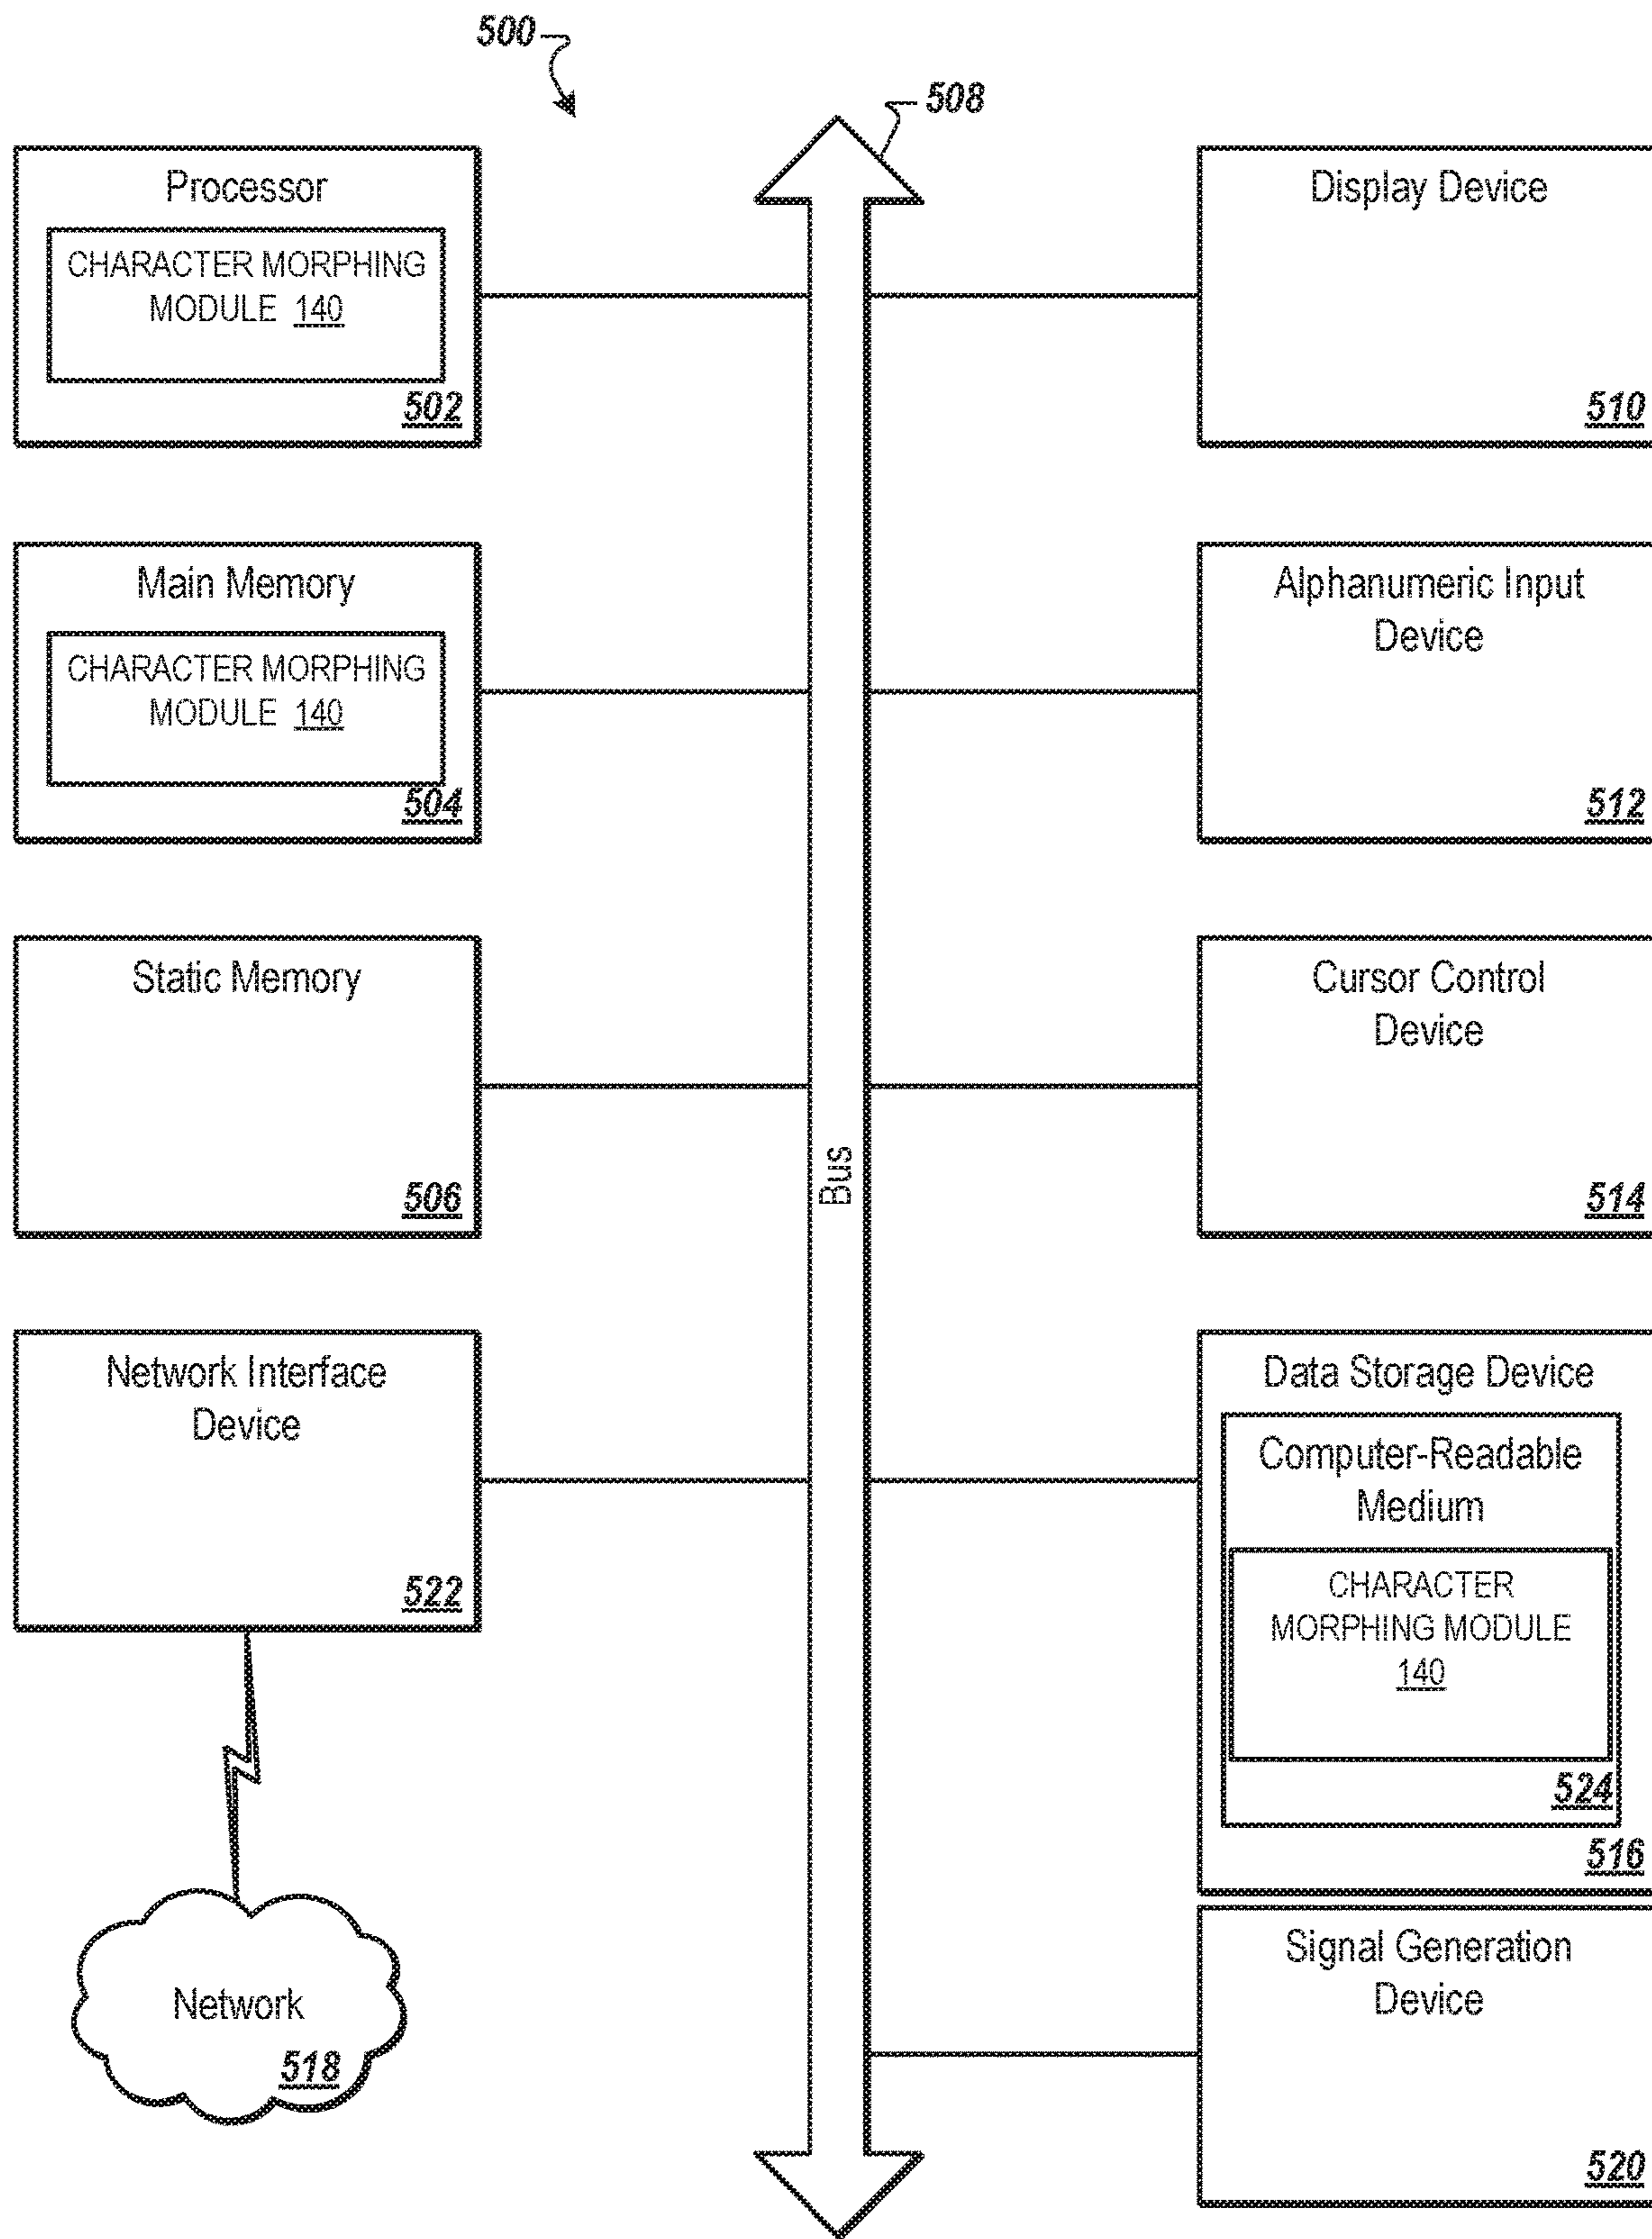 500
508
Processor
CHARACTER MORPHING
MODULE 140
502
Display Device
510
Main Memory
CHARACTER MORPHING
MODULE 140
504
Alphanumeric Input
Device
512
Static Memory
506
Cursor Control
Device
514
Bus
Network Interface
Device
522
Data Storage Device
Computer-Readable
Medium
CHARACTER
MORPHING MODULE
140
524
516
Network
518
Signal Generation
Device
520